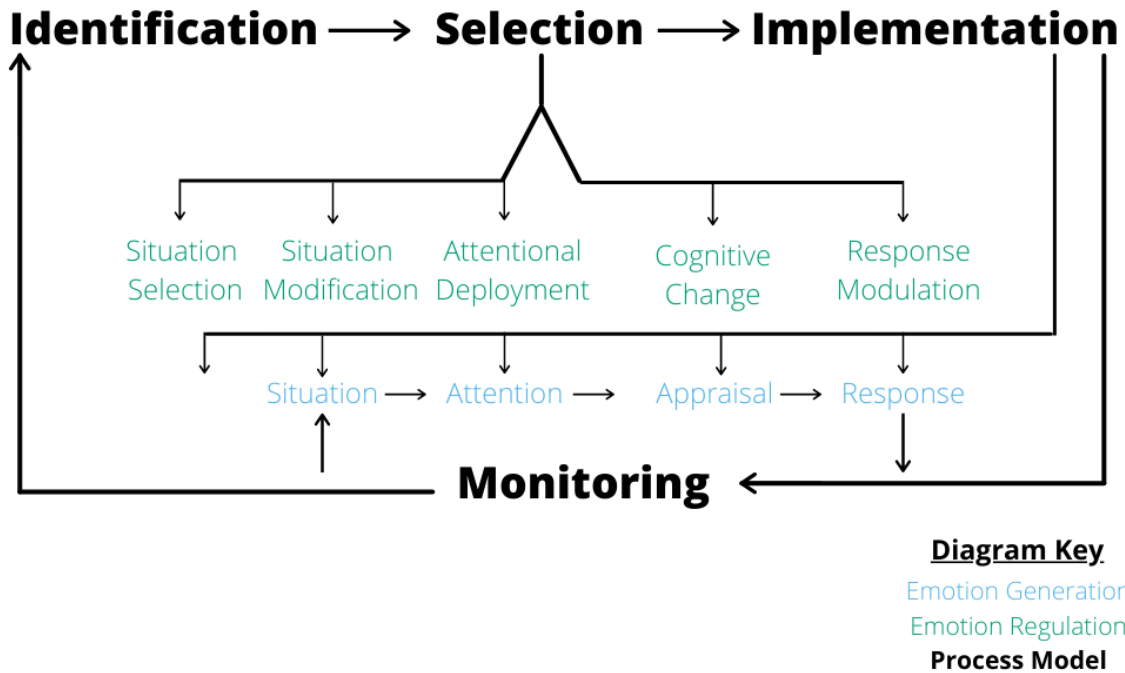 Identification Selection Implementation
Situation Situation Attentional Cognitive Response
Selection Modification Deployment Change Modulation
Situation Attention Appraisal Response
Monitoring
Diagram Key
Emotion Generation
Emotion Regulation
Process Model